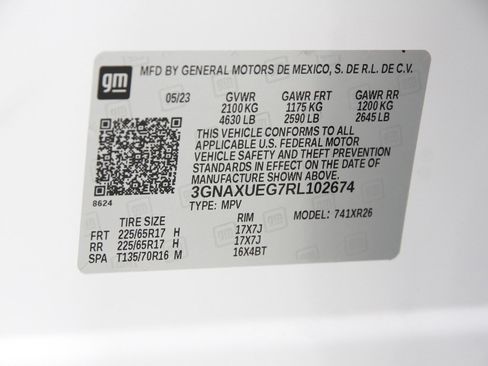 gm MFD BY GENERAL MOTORS DE MEXICO, S. DE R.L. DE C.V.
05/23 GVWR GAWR FRT GAWR RR
2100 KG 1175 KG 1200 KG
4630 LB 2590 LB 2645 LB
THIS VEHICLE CONFORMS TO ALL
APPLICABLE U.S. FEDERAL MOTOR
VEHICLE SAFETY AND THEFT PREVENTION
STANDARDS IN EFFECT ON THE DATE OF
MANUFACTURE SHOWN ABOVE.
3GNAXUEG7RL102674
8624 TYPE: MPV MODEL: 741XR26
TIRE SIZE RIM
FRT 225/65R17 H 17X7J
RR 225/65R17 H 17X7J
SPA T135/70R16 M 16X4BT